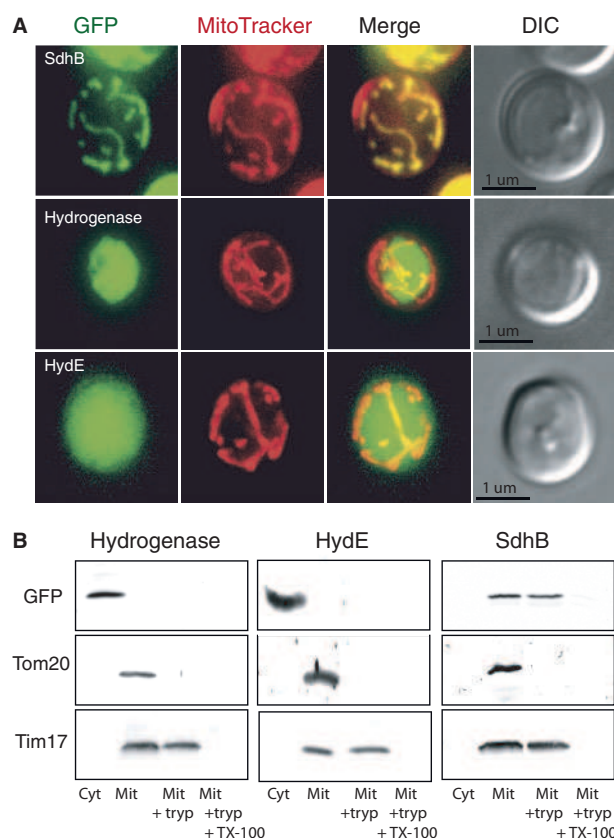 A GFP MitoTracker Merge DIC
SdhB
1 um
Hydrogenase
1 um
HydE
1 um
B Hydrogenase HydE SdhB
GFP
Tom20
Tim17
Cyt Mit Mit Mit Cyt Mit Mit Mit Cyt Mit Mit Mit
+ tryp +tryp +tryp +tryp +tryp +tryp
+ TX-100 + TX-100 + TX-100